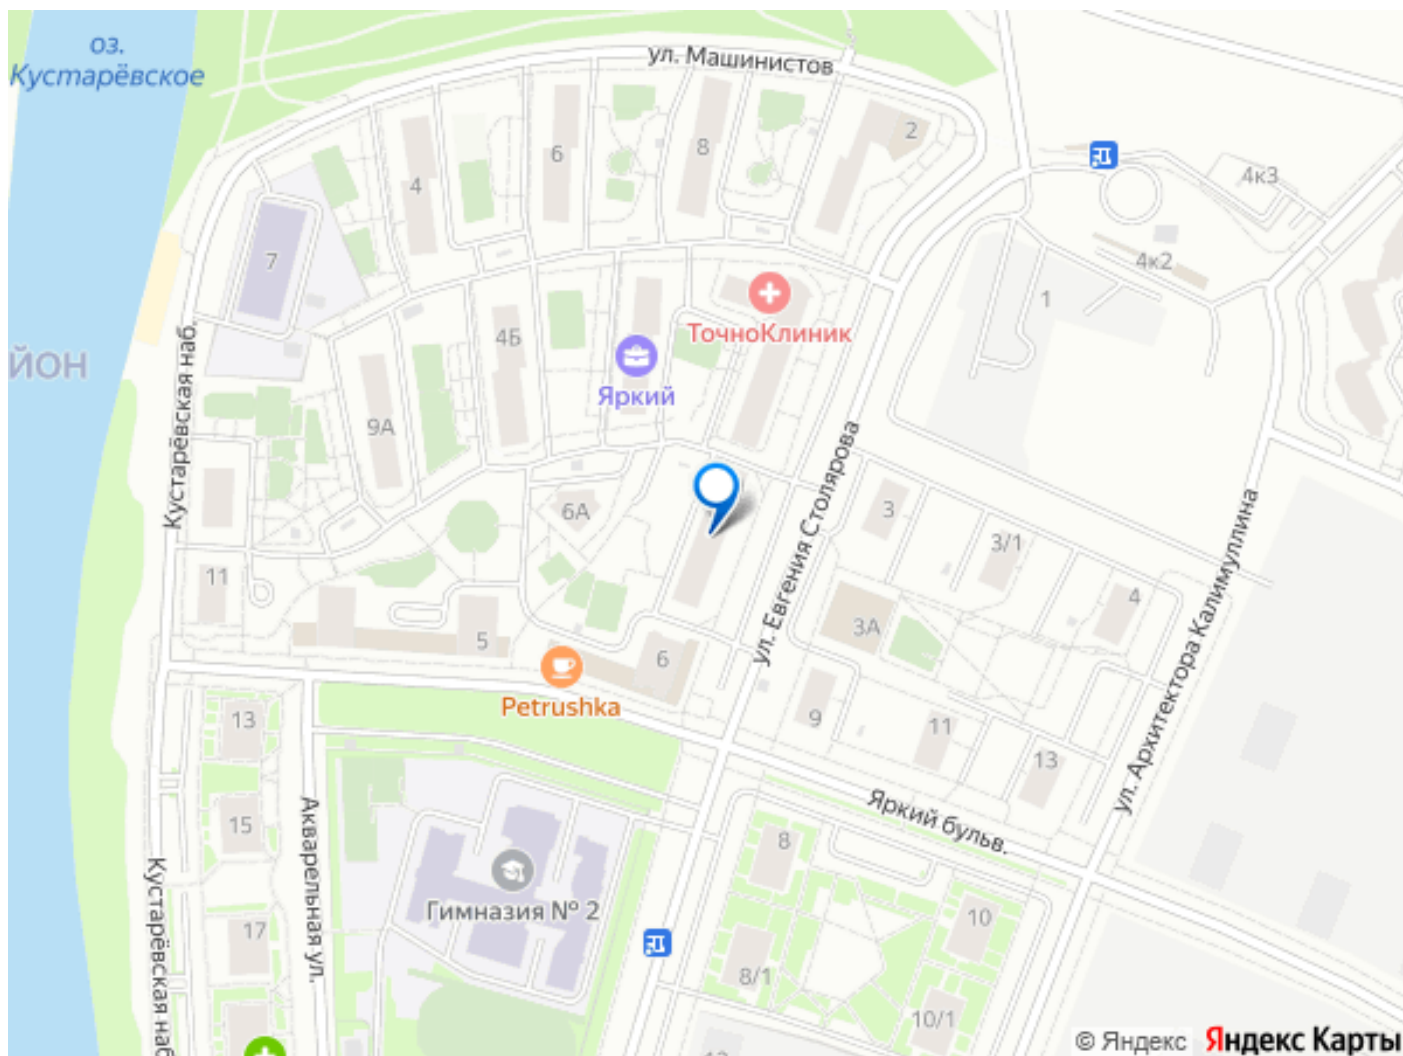 оз.
Кустарёвское
ул. Машинистов
2
8
6
4
4к3
4к2
7
1
ТочноКлиник
4Б
ЙОН
Яркий
Кустарёвская наб.
9А
ул. Евгения Столярова
6А
3
3/1
ул. Архитектора Калимуллина
11
4
3А
5
6
Petrushka
13
9
11
13
Яркий бульв.
15
Акварельная ул.
8
Кустарёвская наб
Гимназия № 2
17
10
8/1
10/1
© Яндекс Яндекс Карты